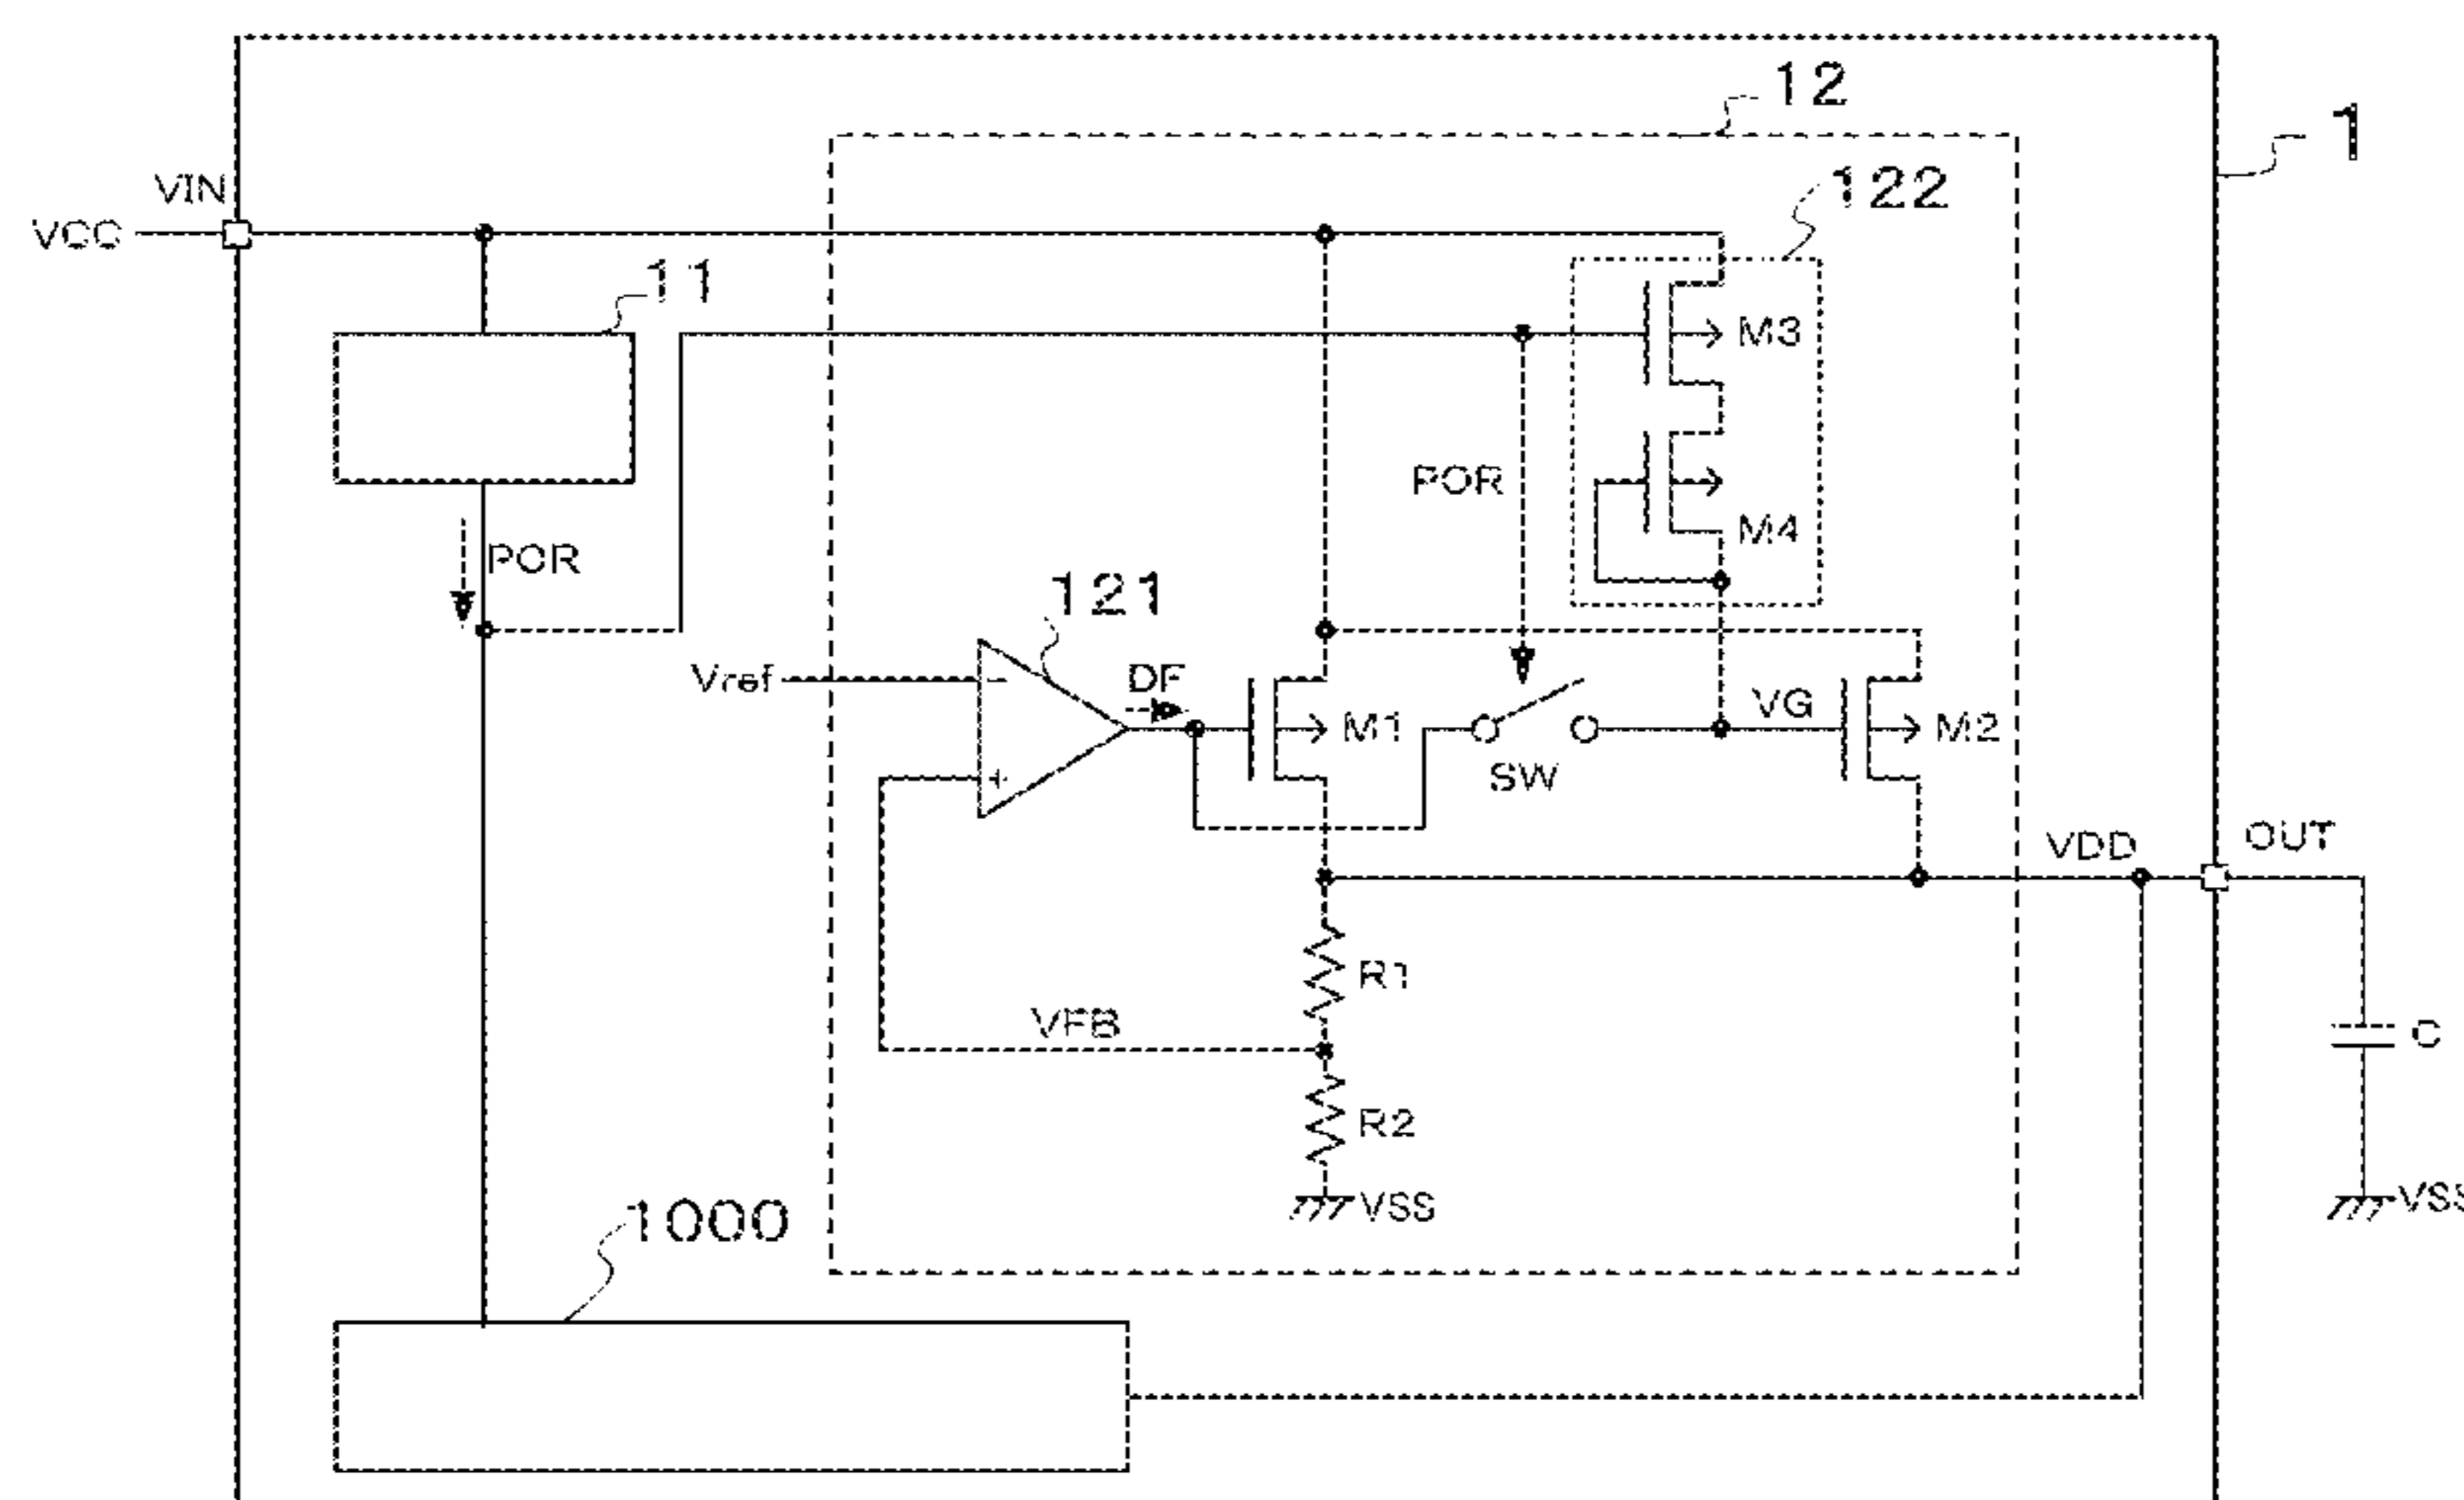 12
1
VIN
122
VCC
11
M3
POR
M4
POR
121
Vref
DF
VG
-
M1
M2
+
SW
VDD
OUT
R1
VFB
C
R2
VSS
VSS
1000